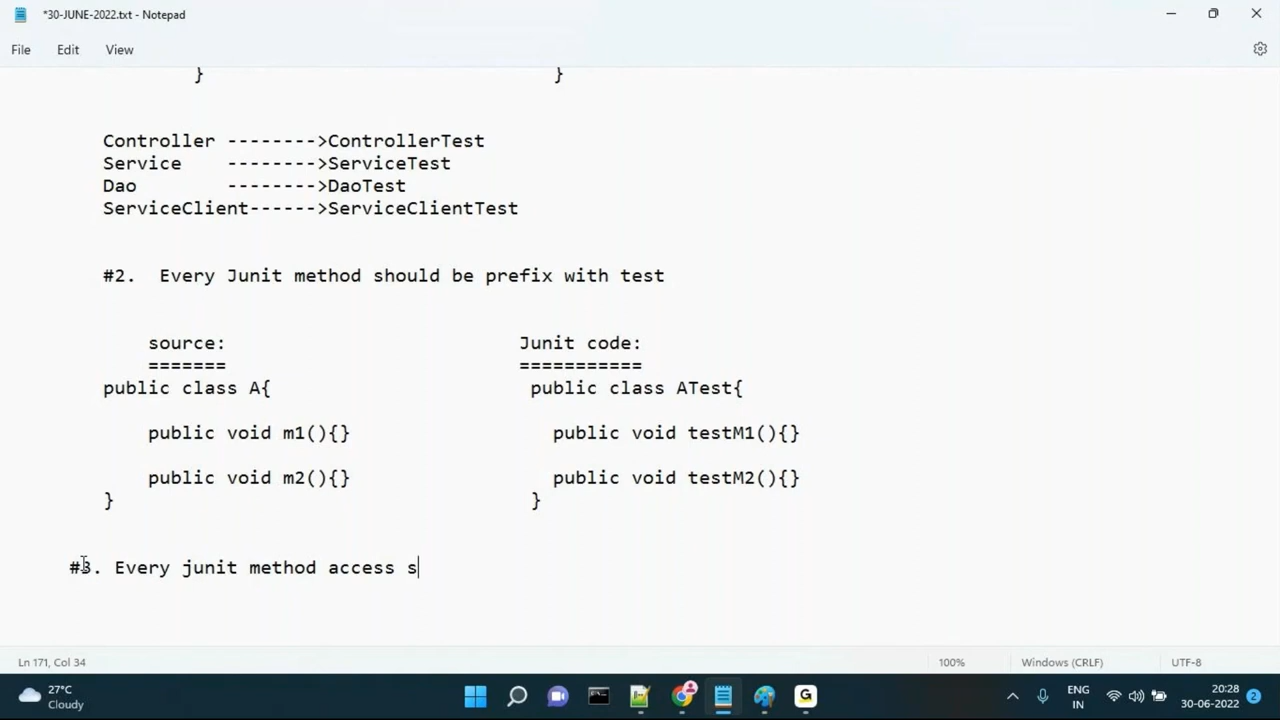 *30-JUNE-2022.txt - Notepad
File Edit View
} }
Controller -------->ControllerTest
Service -------->ServiceTest
Dao -------->DaoTest
ServiceClient------>ServiceClientTest
#2. Every Junit method should be prefix with test
source: Junit code:
======= ===========
public class A{ public class ATest{
public void m1(){} public void testM1(){}
public void m2(){} public void testM2(){}
} }
#3. Every junit method access s
Ln 171, Col 34 100% Windows (CRLF) UTF-8
27°C
Cloudy
ENG
IN
20:28
30-06-2022
2